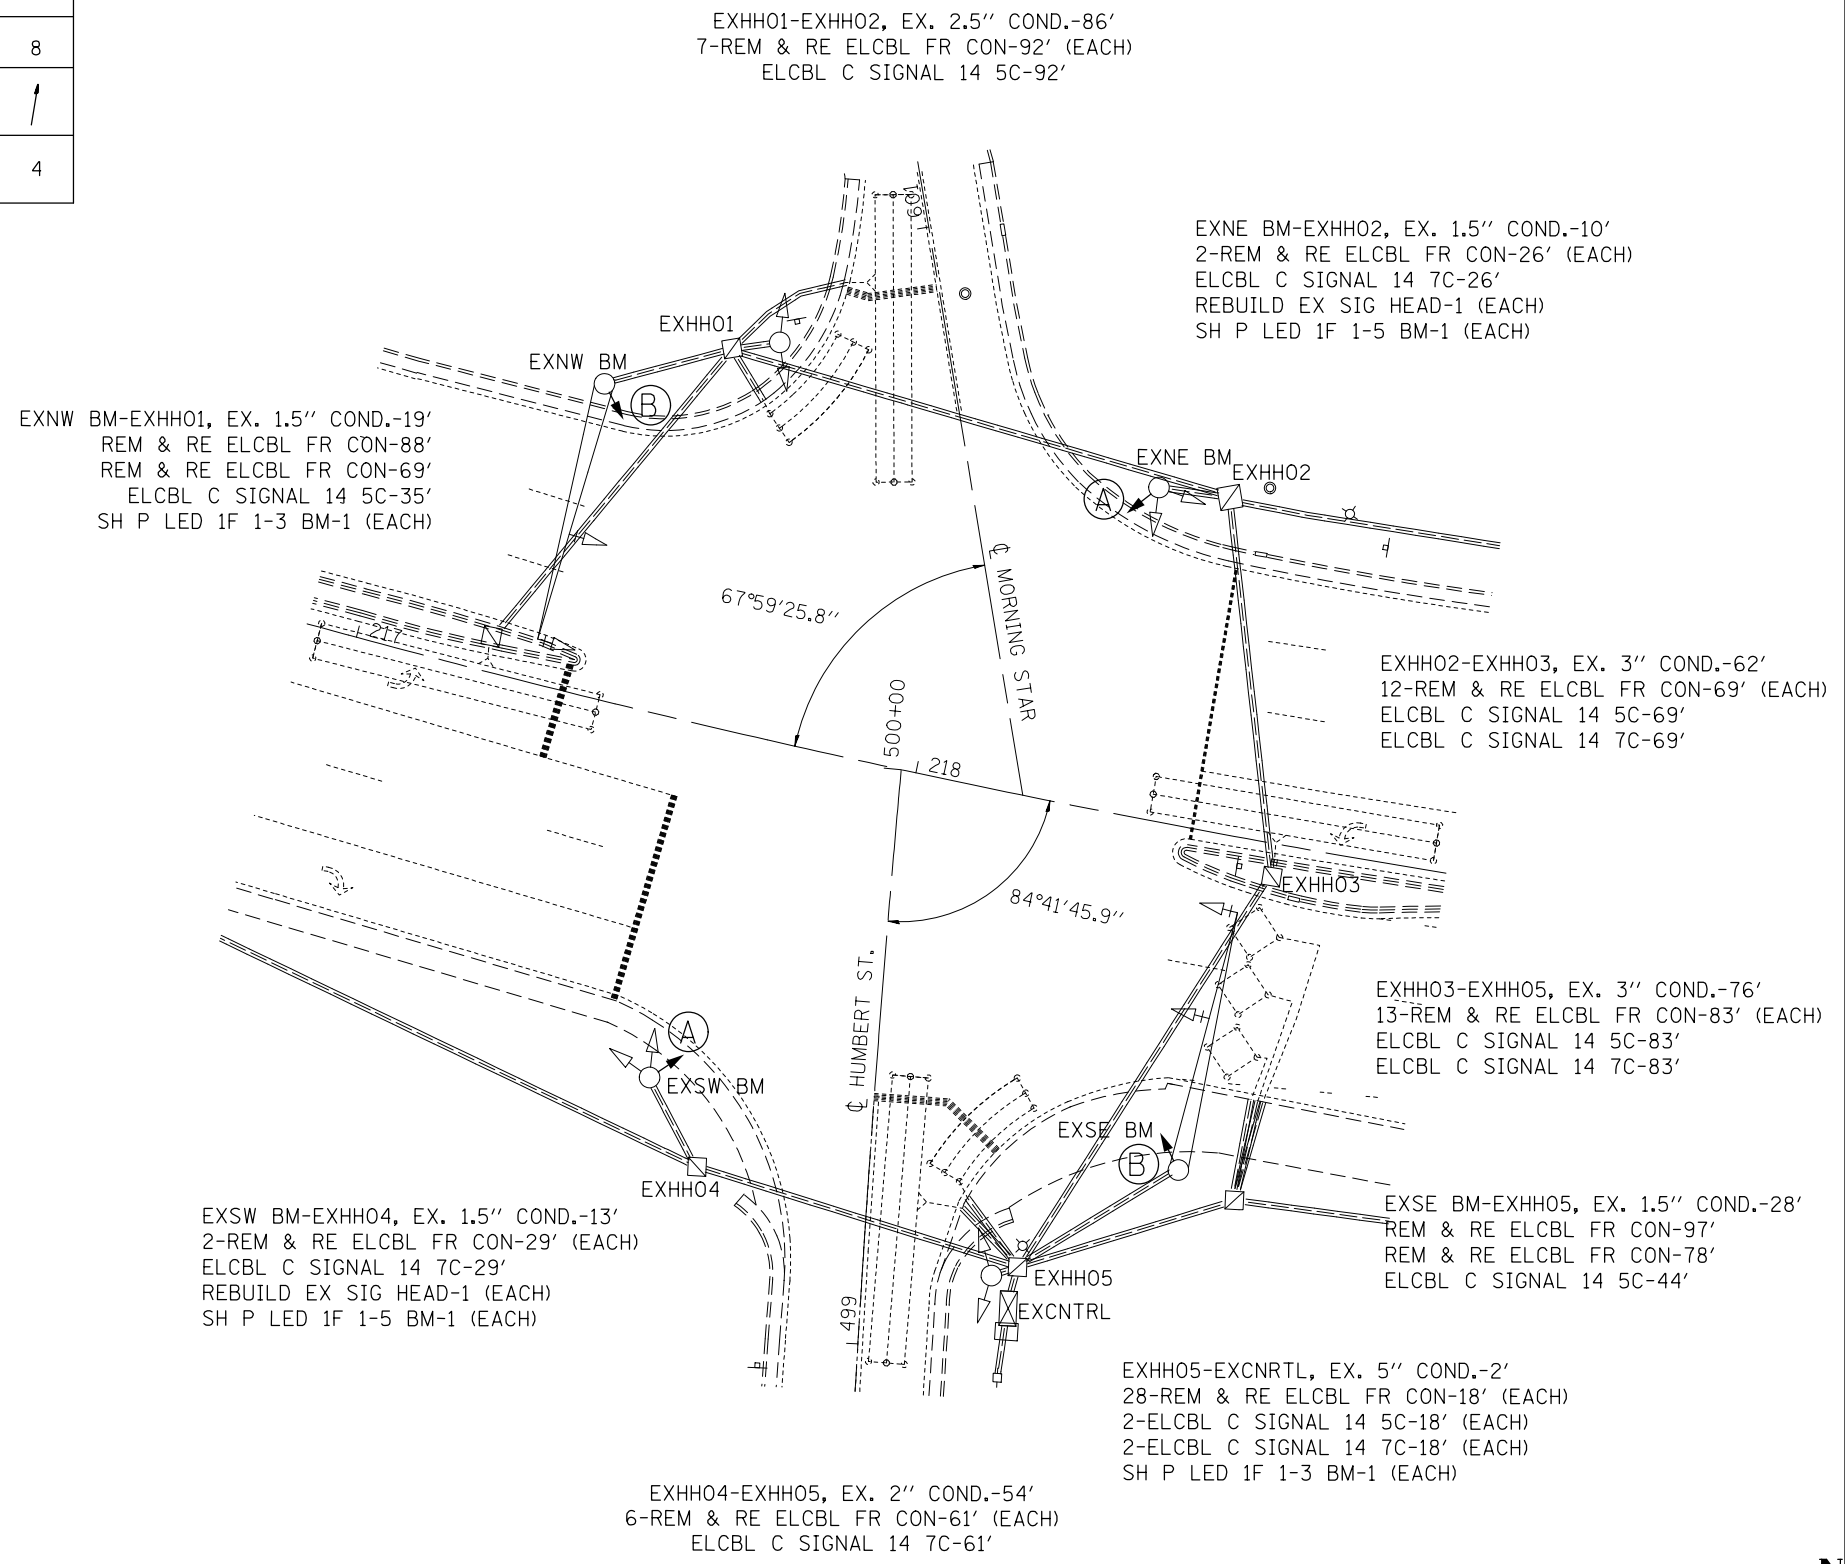 8
4
EXHH01-EXHH02, EX. 2.5'' COND.-86'
7-REM & RE ELCBL FR CON-92' (EACH)
ELCBL C SIGNAL 14 5C-92'
601
EXNE BM-EXHH02, EX. 1.5'' COND.-10'
2-REM & RE ELCBL FR CON-26' (EACH)
ELCBL C SIGNAL 14 7C-26'
REBUILD EX SIG HEAD-1 (EACH)
SH P LED 1F 1-5 BM-1 (EACH)
EXHH01
EXNW BM
B
EXNW BM-EXHH01, EX. 1.5'' COND.-19'
REM & RE ELCBL FR CON-88'
REM & RE ELCBL FR CON-69'
ELCBL C SIGNAL 14 5C-35'
SH P LED 1F 1-3 BM-1 (EACH)
EXNE BM
EXHH02
A
67°59'25.8''
℄ MORNING STAR
217
500+00
218
EXHH02-EXHH03, EX. 3'' COND.-62'
12-REM & RE ELCBL FR CON-69' (EACH)
ELCBL C SIGNAL 14 5C-69'
ELCBL C SIGNAL 14 7C-69'
EXHH03
84°41'45.9''
℄ HUMBERT ST.
EXHH03-EXHH05, EX. 3'' COND.-76'
13-REM & RE ELCBL FR CON-83' (EACH)
ELCBL C SIGNAL 14 5C-83'
ELCBL C SIGNAL 14 7C-83'
A
EXSW BM
EXSE BM
B
EXHH04
EXSW BM-EXHH04, EX. 1.5'' COND.-13'
2-REM & RE ELCBL FR CON-29' (EACH)
ELCBL C SIGNAL 14 7C-29'
REBUILD EX SIG HEAD-1 (EACH)
SH P LED 1F 1-5 BM-1 (EACH)
EXSE BM-EXHH05, EX. 1.5'' COND.-28'
REM & RE ELCBL FR CON-97'
REM & RE ELCBL FR CON-78'
ELCBL C SIGNAL 14 5C-44'
EXHH05
499
EXCNTRL
EXHH05-EXCNRTL, EX. 5'' COND.-2'
28-REM & RE ELCBL FR CON-18' (EACH)
2-ELCBL C SIGNAL 14 5C-18' (EACH)
2-ELCBL C SIGNAL 14 7C-18' (EACH)
SH P LED 1F 1-3 BM-1 (EACH)
EXHH04-EXHH05, EX. 2'' COND.-54'
6-REM & RE ELCBL FR CON-61' (EACH)
ELCBL C SIGNAL 14 7C-61'